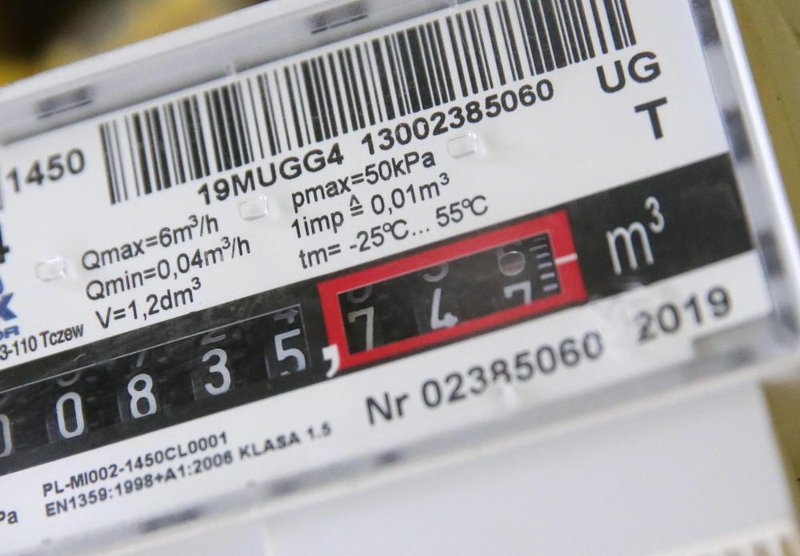 1450
19MUGG4 13002385060
UG
T
Qmax=6m³/h
Qmin=0,04m³/h
V=1,2dm³
pmax=50kPa
1imp ≙ 0,01m³
tm= -25℃... 55℃
3-110 Tczew
00835,747
m³
Nr 02385060 2019
PL-MI002-1450CL0001
EN1359:1998+A1:2006 KLASA 1.5